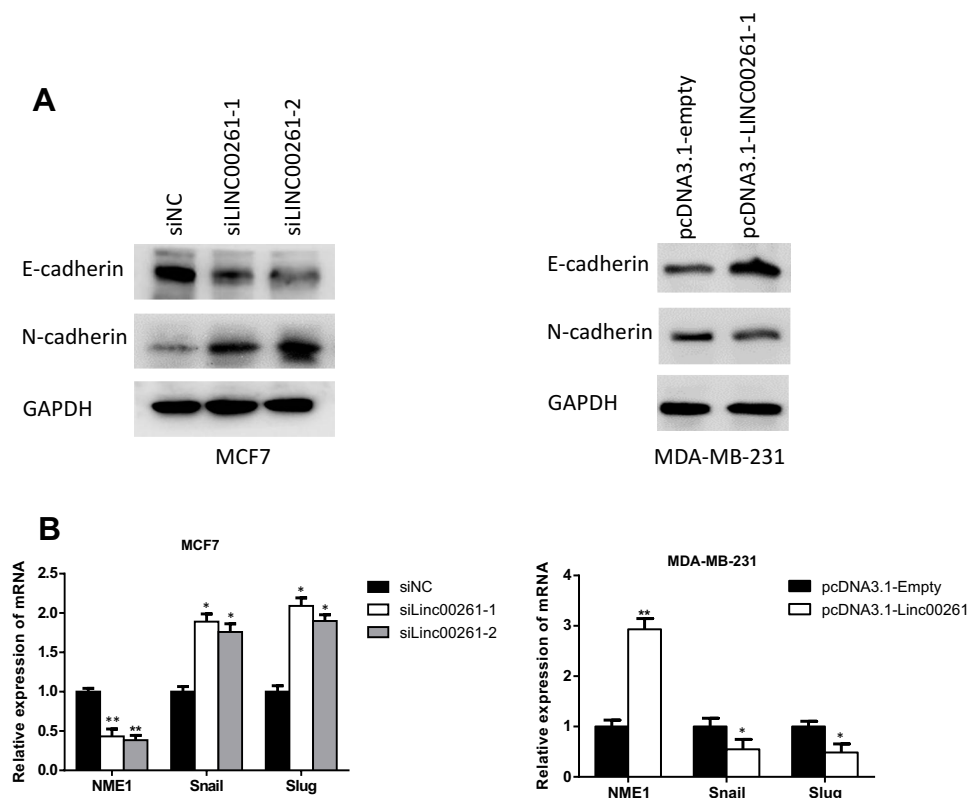 A
siNC
siLINC00261-1
siLINC00261-2
E-cadherin
N-cadherin
GAPDH
MCF7
pcDNA3.1-empty
pcDNA3.1-LINC00261-1
E-cadherin
N-cadherin
GAPDH
MDA-MB-231
B
MCF7
Relative expression of mRNA
2.5
2.0
1.5
1.0
0.5
0.0
** **
* *
* *
NME1 Snail Slug
siNC
siLinc00261-1
siLinc00261-2
MDA-MB-231
Relative expression of mRNA
4
3
2
1
0
**
*
*
NME1 Snail Slug
pcDNA3.1-Empty
pcDNA3.1-Linc00261